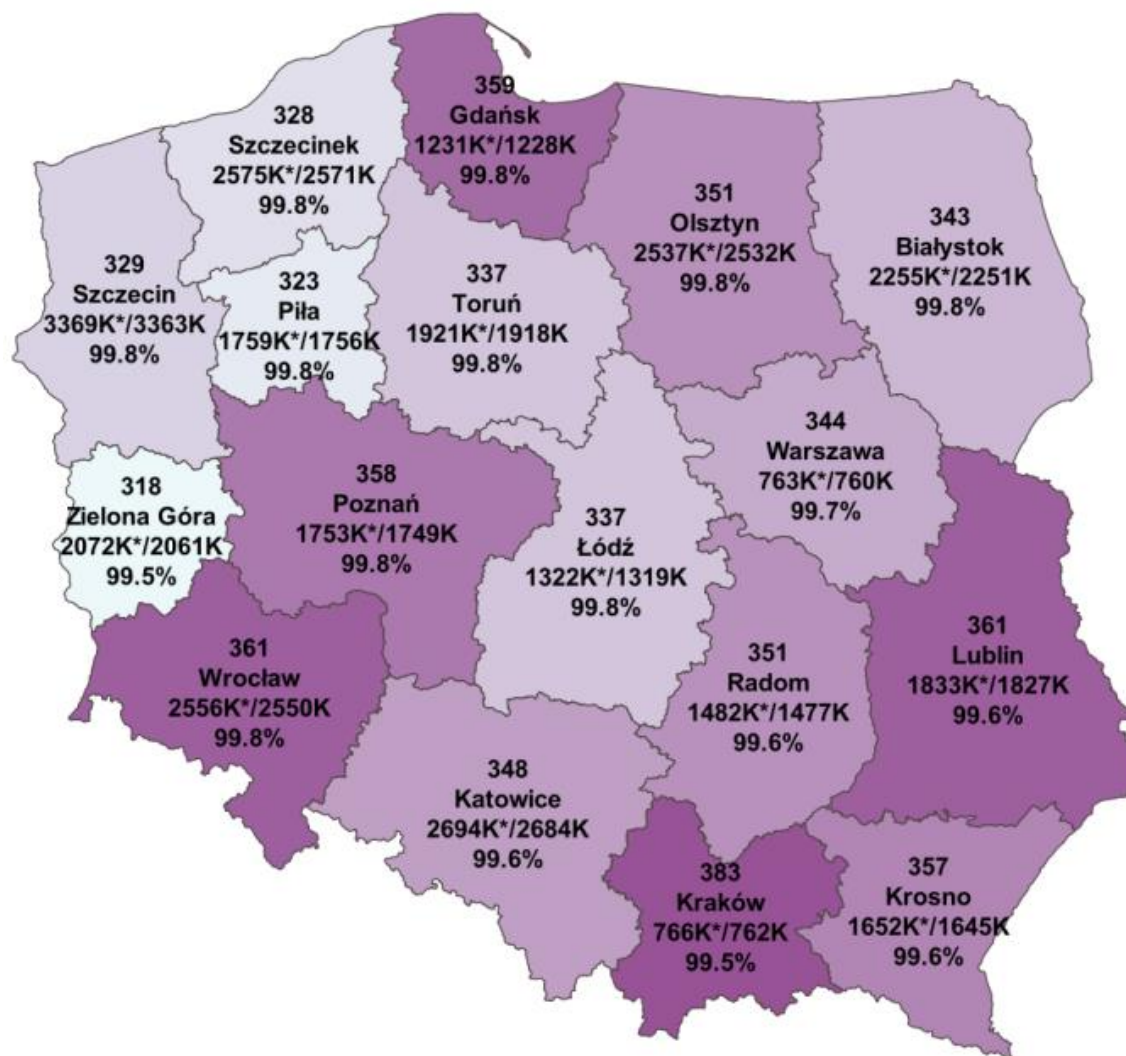 359
Gdańsk
1231K*/1228K
99.8%
328
Szczecinek
2575K*/2571K
99.8%
351
Olsztyn
2537K*/2532K
99.8%
343
Białystok
2255K*/2251K
99.8%
329
Szczecin
3369K*/3363K
99.8%
323
Piła
1759K*/1756K
99.8%
337
Toruń
1921K*/1918K
99.8%
344
Warszawa
763K*/760K
99.7%
318
Zielona Góra
2072K*/2061K
99.5%
358
Poznań
1753K*/1749K
99.8%
337
Łódź
1322K*/1319K
99.8%
361
Wrocław
2556K*/2550K
99.8%
351
Radom
1482K*/1477K
99.6%
361
Lublin
1833K*/1827K
99.6%
348
Katowice
2694K*/2684K
99.6%
383
Kraków
766K*/762K
99.5%
357
Krosno
1652K*/1645K
99.6%